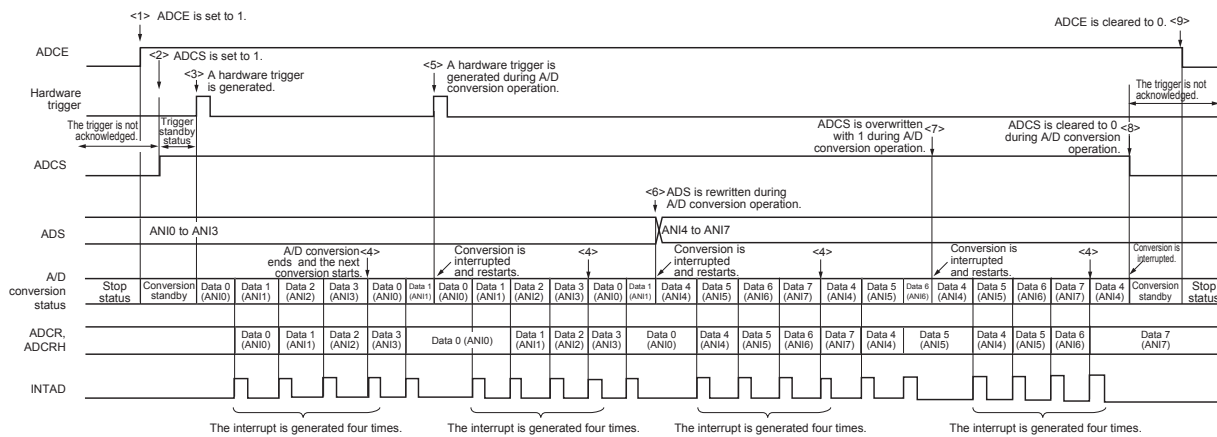 <1> ADCE is set to 1.
ADCE is cleared to 0. <9>
ADCE
<2> ADCS is set to 1.
<3> A hardware trigger
is generated.
<5> A hardware trigger is
generated during A/D
conversion operation.
Hardware
trigger
The trigger is not
acknowledged.
Trigger
standby
status
The trigger is not
acknowledged.
ADCS is overwritten
with 1 during A/D
conversion operation.
<7>
ADCS is cleared to 0
during A/D conversion
operation.
<8>
ADCS
<6> ADS is rewritten during
A/D conversion operation.
ADS
ANI0 to ANI3
ANI4 to ANI7
A/D conversion
ends and the next
conversion starts.
<4>
Conversion is
interrupted
and restarts.
<4>
Conversion is
interrupted
and restarts.
<4>
Conversion is
interrupted
and restarts.
<4>
Conversion is
interrupted.
A/D
conversion
status
Stop
status
Conversion
standby
Data 0
(ANI0)
Data 1
(ANI1)
Data 2
(ANI2)
Data 3
(ANI3)
Data 0
(ANI0)
Data 1
(ANI1)
Data 0
(ANI0)
Data 1
(ANI1)
Data 2
(ANI2)
Data 3
(ANI3)
Data 0
(ANI0)
Data 1
(ANI1)
Data 4
(ANI4)
Data 5
(ANI5)
Data 6
(ANI6)
Data 7
(ANI7)
Data 4
(ANI4)
Data 5
(ANI5)
Data 6
(ANI6)
Data 4
(ANI4)
Data 5
(ANI5)
Data 6
(ANI6)
Data 7
(ANI7)
Data 4
(ANI4)
Conversion
standby
Stop
status
ADCR,
ADCRH
Data 0
(ANI0)
Data 1
(ANI1)
Data 2
(ANI2)
Data 3
(ANI3)
Data 0 (ANI0)
Data 1
(ANI1)
Data 2
(ANI2)
Data 3
(ANI3)
Data 0
(ANI0)
Data 4
(ANI4)
Data 5
(ANI5)
Data 6
(ANI6)
Data 7
(ANI7)
Data 4
(ANI4)
Data 5
(ANI5)
Data 4
(ANI4)
Data 5
(ANI5)
Data 6
(ANI6)
Data 7
(ANI7)
INTAD
The interrupt is generated four times.
The interrupt is generated four times.
The interrupt is generated four times.
The interrupt is generated four times.